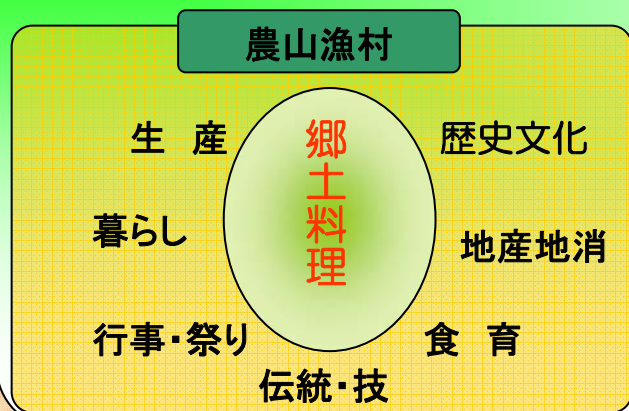 農山漁村
生 産
歴史文化
郷土料理
暮らし
地産地消
行事・祭り
食 育
伝統・技